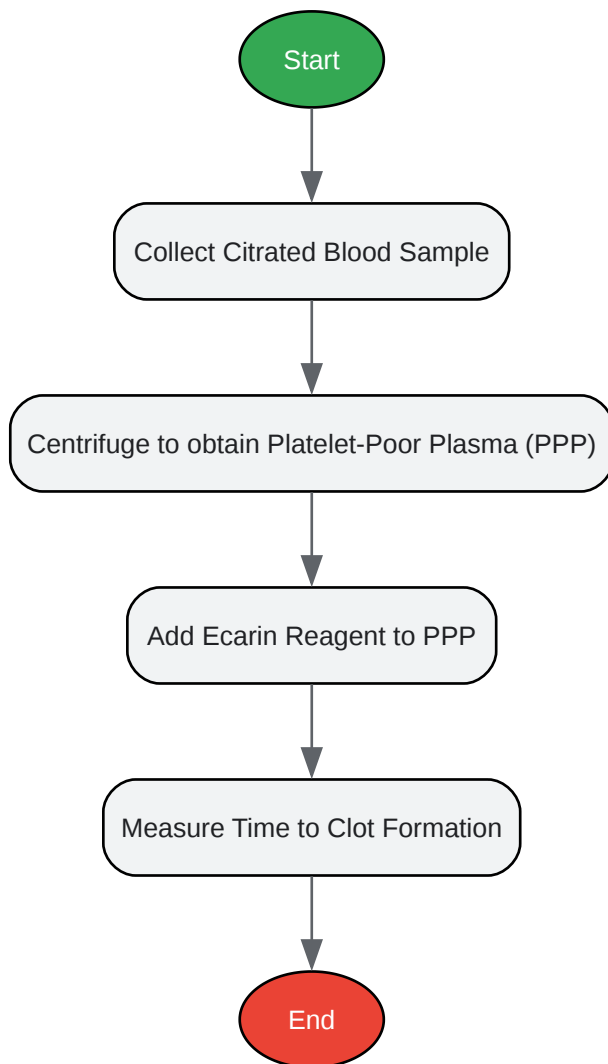 Start
Collect Citrated Blood Sample
Centrifuge to obtain Platelet-Poor Plasma (PPP)
Add Ecarin Reagent to PPP
Measure Time to Clot Formation
End